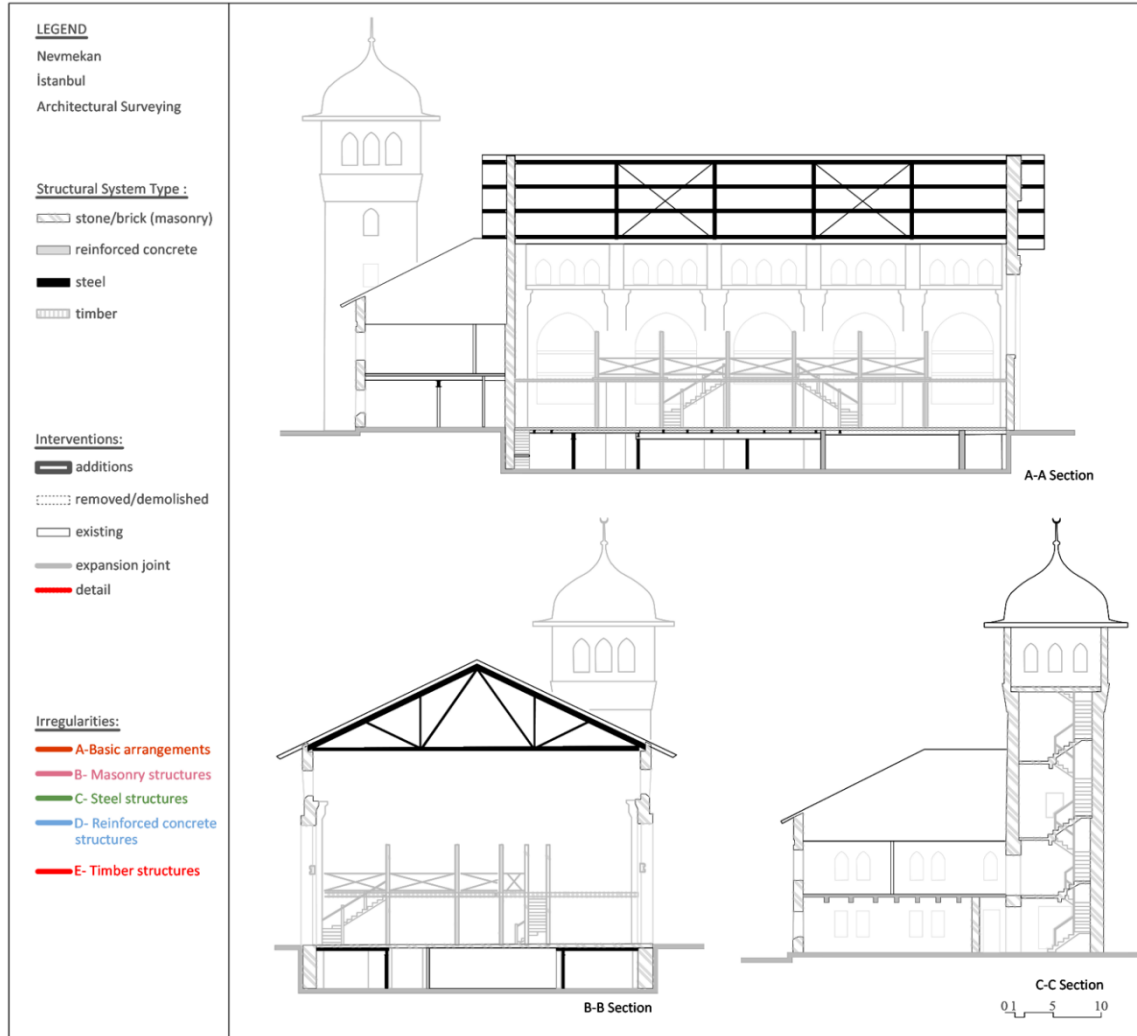 LEGEND
Nevmekan
İstanbul
Architectural Surveying
Structural System Type :
stone/brick (masonry)
reinforced concrete
steel
timber
Interventions:
additions
removed/demolished
existing
expansion joint
detail
Irregularities:
A-Basic arrangements
B- Masonry structures
C- Steel structures
D- Reinforced concrete
structures
E- Timber structures
A-A Section
B-B Section
C-C Section
0 1 5 10